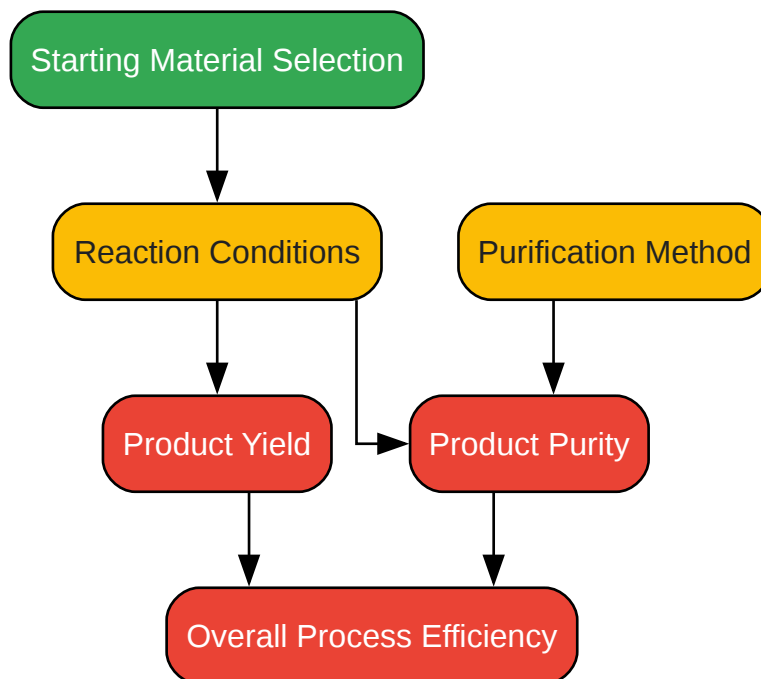 Starting Material Selection
Reaction Conditions
Purification Method
Product Yield
Product Purity
Overall Process Efficiency